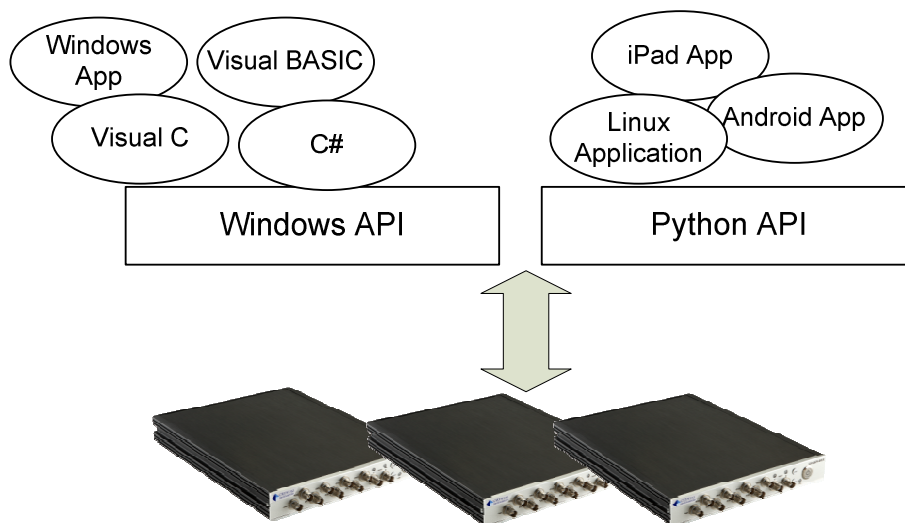 Windows
App
Visual BASIC
Visual C
C#
iPad App
Linux
Application
Android App
Windows API
Python API